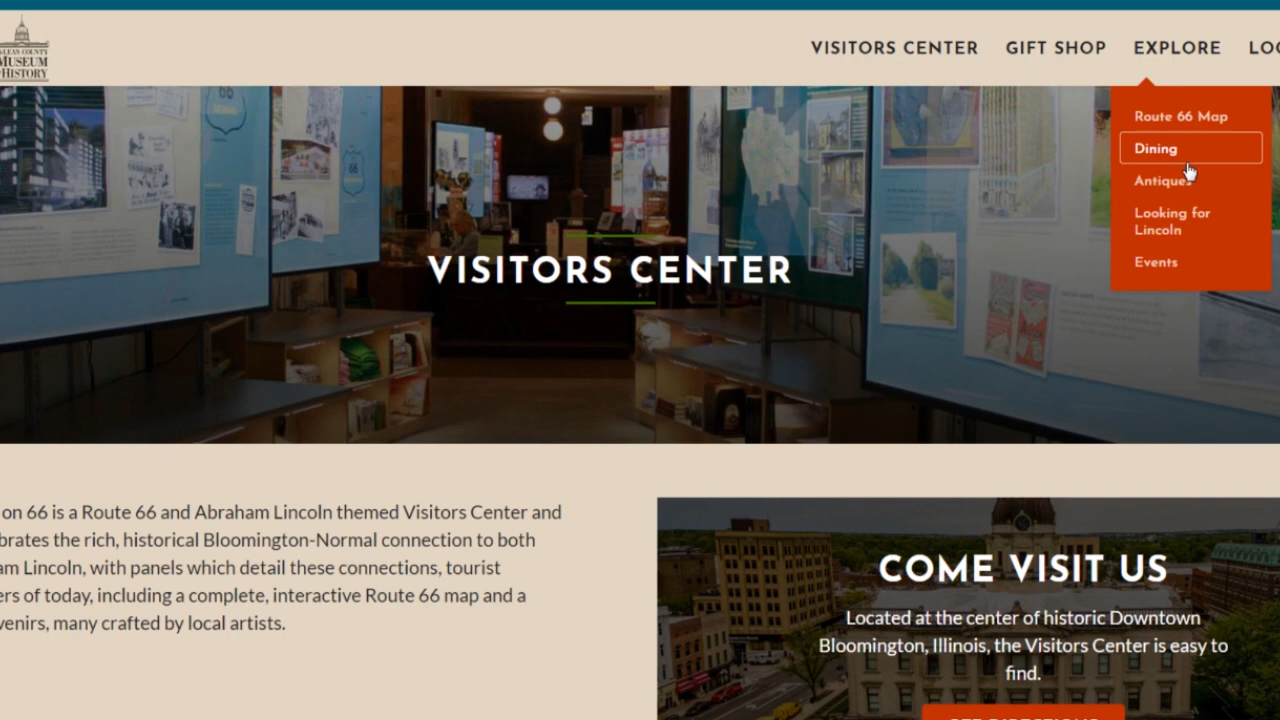 MUSEUM
HISTORY
VISITORS CENTER
GIFT SHOP
EXPLORE
Route 66 Map
Dining
Antiques
Looking for
Lincoln
Events
66
66
VISITORS CENTER
on 66 is a Route 66 and Abraham Lincoln themed Visitors Center and
brates the rich, historical Bloomington-Normal connection to both
am Lincoln, with panels which detail these connections, tourist
ers of today, including a complete, interactive Route 66 map and a
venirs, many crafted by local artists.
COME VISIT US
Located at the center of historic Downtown
Bloomington, Illinois, the Visitors Center is easy to
find.